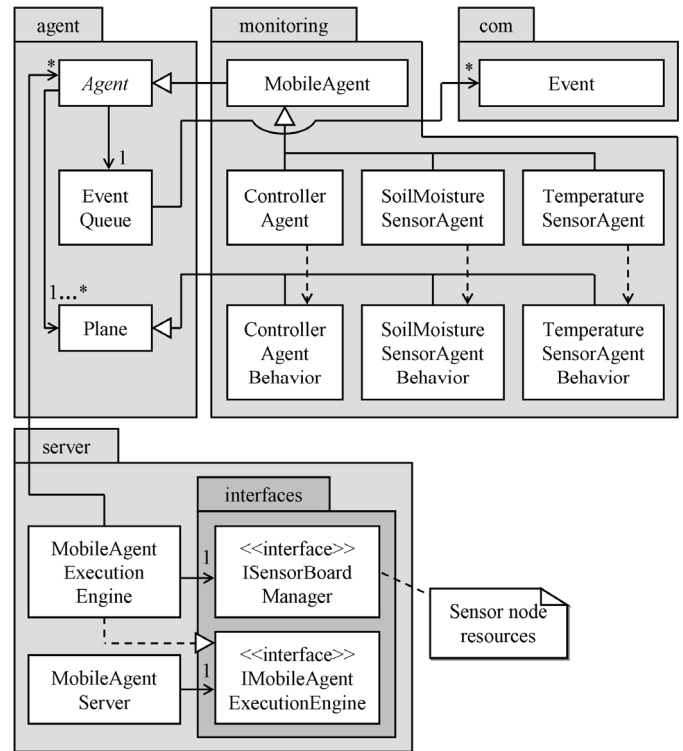 agent
monitoring
com
*
Agent
MobileAgent
*
Event
1
Event
Queue
Controller
Agent
SoilMoisture
SensorAgent
Temperature
SensorAgent
1...*
Plane
Controller
Agent
Behavior
SoilMoisture
SensorAgent
Behavior
Temperature
SensorAgent
Behavior
server
interfaces
MobileAgent
Execution
Engine
1
<<interface>>
ISensorBoard
Manager
Sensor node
resources
MobileAgent
Server
1
<<interface>>
IMobileAgent
ExecutionEngine